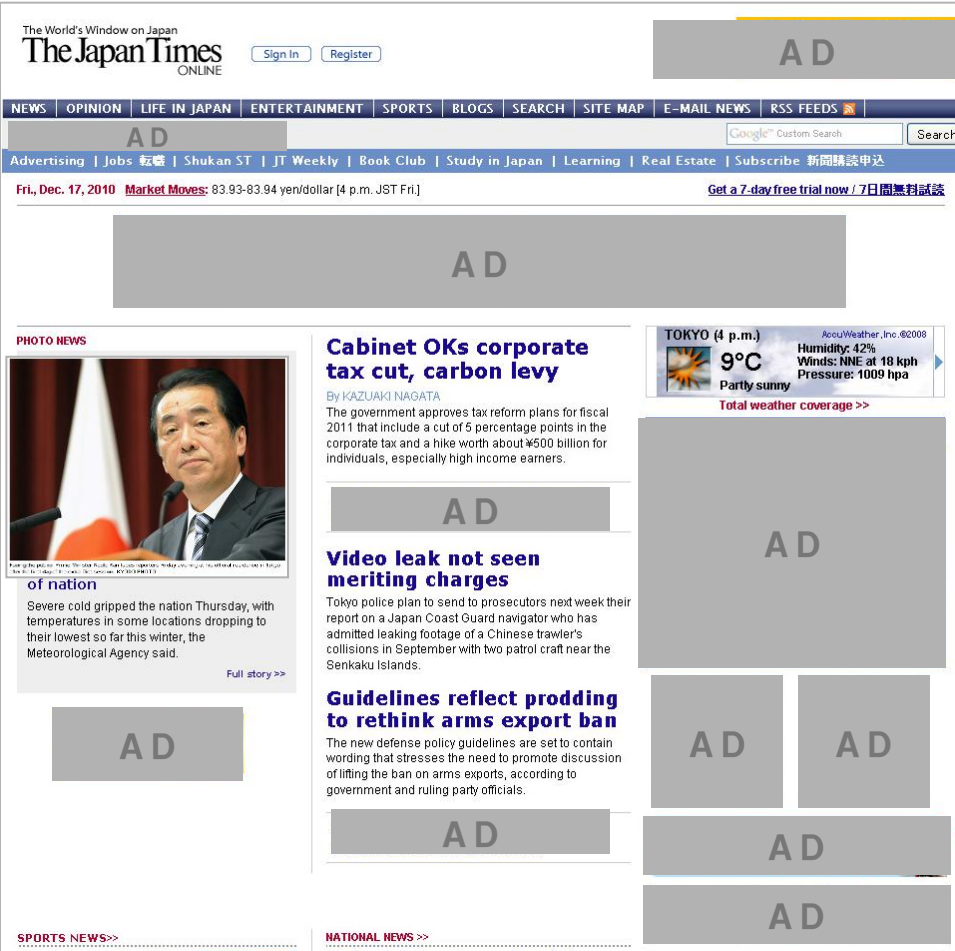 The World's Window on Japan
The Japan Times
ONLINE
Sign In
Register
AD
NEWS OPINION LIFE IN JAPAN ENTERTAINMENT SPORTS BLOGS SEARCH SITE MAP E-MAIL NEWS RSS FEEDS
AD
Google™ Custom Search
Search
Advertising | Jobs 転職 | Shukan ST | JT Weekly | Book Club | Study in Japan | Learning | Real Estate | Subscribe 新聞購読申込
Fri., Dec. 17, 2010 Market Moves: 83.93-83.94 yen/dollar [4 p.m. JST Fri.]
Get a 7-day free trial now / 7日間無料試読
AD
PHOTO NEWS
of nation
Severe cold gripped the nation Thursday, with
temperatures in some locations dropping to
their lowest so far this winter, the
Meteorological Agency said.
Full story >>
AD
Cabinet OKs corporate
tax cut, carbon levy
By KAZUAKI NAGATA
The government approves tax reform plans for fiscal
2011 that include a cut of 5 percentage points in the
corporate tax and a hike worth about ¥500 billion for
individuals, especially high income earners.
AD
Video leak not seen
meriting charges
Tokyo police plan to send to prosecutors next week their
report on a Japan Coast Guard navigator who has
admitted leaking footage of a Chinese trawler's
collisions in September with two patrol craft near the
Senkaku Islands.
Guidelines reflect prodding
to rethink arms export ban
The new defense policy guidelines are set to contain
wording that stresses the need to promote discussion
of lifting the ban on arms exports, according to
government and ruling party officials.
AD
TOKYO (4 p.m.)
AccuWeather, Inc. ©2008
9°C
Partly sunny
Humidity: 42%
Winds: NNE at 18 kph
Pressure: 1009 hpa
Total weather coverage >>
AD
AD
AD
AD
AD
SPORTS NEWS>>
NATIONAL NEWS >>